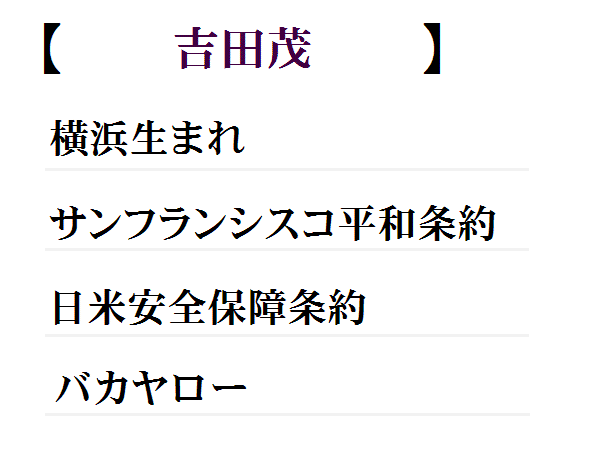 【　吉田茂　】
横浜生まれ
サンフランシスコ平和条約
日米安全保障条約
バカヤロー